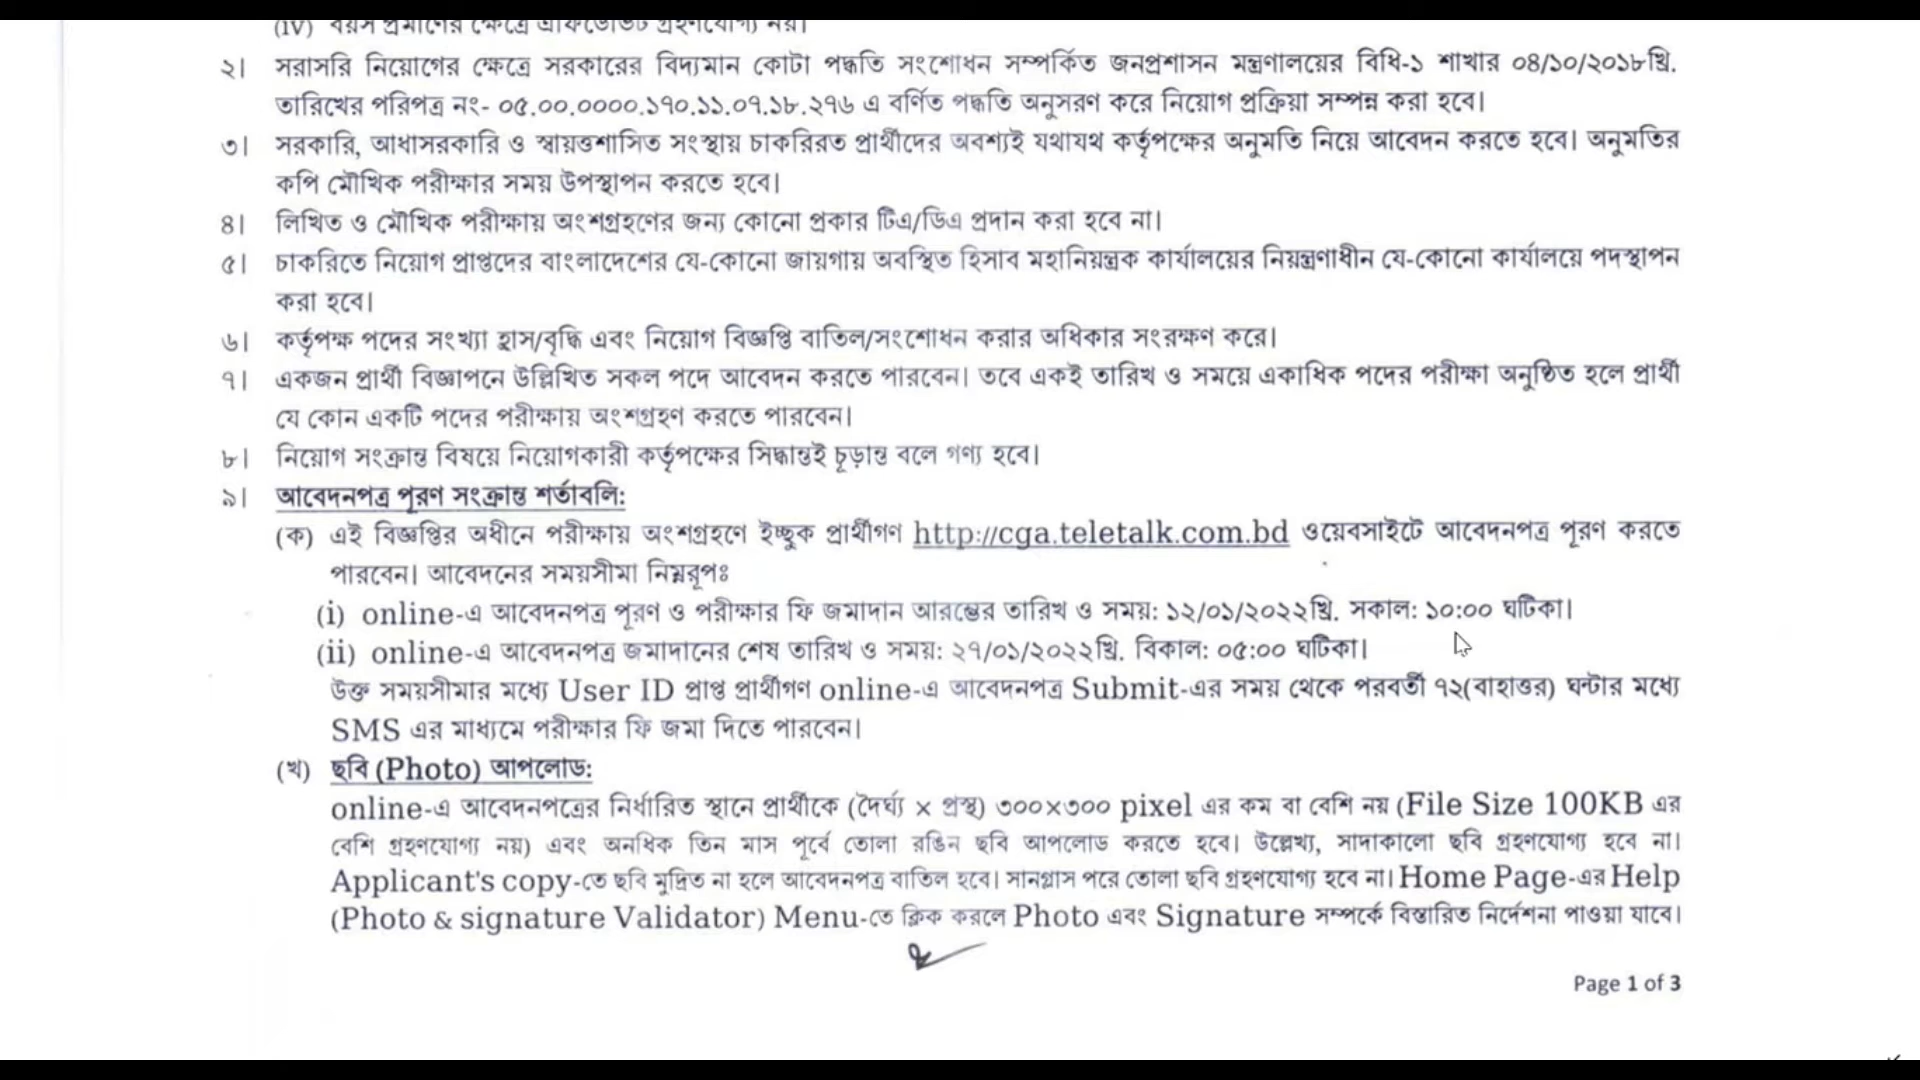 (iv) বয়স প্রমাণের ক্ষেত্রে এফিডেভিট গ্রহণযোগ্য নয়।
২। সরাসরি নিয়োগের ক্ষেত্রে সরকারের বিদ্যমান কোটা পদ্ধতি সংশোধন সম্পর্কিত জনপ্রশাসন মন্ত্রণালয়ের বিধি-১ শাখার ০৪/১০/২০১৮খ্রি.
তারিখের পরিপত্র নং- ০৫.০০.০০০০.১৭০.১১.০৭.১৮.২৭৬ এ বর্ণিত পদ্ধতি অনুসরণ করে নিয়োগ প্রক্রিয়া সম্পন্ন করা হবে।
৩। সরকারি, আধাসরকারি ও স্বায়ত্তশাসিত সংস্থায় চাকরিরত প্রার্থীদের অবশ্যই যথাযথ কর্তৃপক্ষের অনুমতি নিয়ে আবেদন করতে হবে। অনুমতির
কপি মৌখিক পরীক্ষার সময় উপস্থাপন করতে হবে।
৪। লিখিত ও মৌখিক পরীক্ষায় অংশগ্রহণের জন্য কোনো প্রকার টিএ/ডিএ প্রদান করা হবে না।
৫। চাকরিতে নিয়োগ প্রাপ্তদের বাংলাদেশের যে-কোনো জায়গায় অবস্থিত হিসাব মহানিয়ন্ত্রক কার্যালয়ের নিয়ন্ত্রণাধীন যে-কোনো কার্যালয়ে পদস্থাপন
করা হবে।
৬। কর্তৃপক্ষ পদের সংখ্যা হ্রাস/বৃদ্ধি এবং নিয়োগ বিজ্ঞপ্তি বাতিল/সংশোধন করার অধিকার সংরক্ষণ করে।
৭। একজন প্রার্থী বিজ্ঞাপনে উল্লিখিত সকল পদে আবেদন করতে পারবেন। তবে একই তারিখ ও সময়ে একাধিক পদের পরীক্ষা অনুষ্ঠিত হলে প্রার্থী
যে কোন একটি পদের পরীক্ষায় অংশগ্রহণ করতে পারবেন।
৮। নিয়োগ সংক্রান্ত বিষয়ে নিয়োগকারী কর্তৃপক্ষের সিদ্ধান্তই চূড়ান্ত বলে গণ্য হবে।
৯। আবেদনপত্র পূরণ সংক্রান্ত শর্তাবলি:
(ক) এই বিজ্ঞপ্তির অধীনে পরীক্ষায় অংশগ্রহণে ইচ্ছুক প্রার্থীগণ http://cga.teletalk.com.bd ওয়েবসাইটে আবেদনপত্র পূরণ করতে
পারবেন। আবেদনের সময়সীমা নিম্নরূপঃ
(i) online-এ আবেদনপত্র পূরণ ও পরীক্ষার ফি জমাদান আরম্ভের তারিখ ও সময়: ১২/০১/২০২২খ্রি. সকাল: ১০:০০ ঘটিকা।
(ii) online-এ আবেদনপত্র জমাদানের শেষ তারিখ ও সময়: ২৭/০১/২০২২খ্রি. বিকাল: ০৫:০০ ঘটিকা।
উক্ত সময়সীমার মধ্যে User ID প্রাপ্ত প্রার্থীগণ online-এ আবেদনপত্র Submit-এর সময় থেকে পরবর্তী ৭২(বাহাত্তর) ঘন্টার মধ্যে
SMS এর মাধ্যমে পরীক্ষার ফি জমা দিতে পারবেন।
(খ) ছবি (Photo) আপলোড:
online-এ আবেদনপত্রের নির্ধারিত স্থানে প্রার্থীকে (দৈর্ঘ্য × প্রস্থ) ৩০০×৩০০ pixel এর কম বা বেশি নয় (File Size 100KB এর
বেশি গ্রহণযোগ্য নয়) এবং অনধিক তিন মাস পূর্বে তোলা রঙিন ছবি আপলোড করতে হবে। উল্লেখ্য, সাদাকালো ছবি গ্রহণযোগ্য হবে না।
Applicant's copy-তে ছবি মুদ্রিত না হলে আবেদনপত্র বাতিল হবে। সানগ্লাস পরে তোলা ছবি গ্রহণযোগ্য হবে না। Home Page-এর Help
(Photo & signature Validator) Menu-তে ক্লিক করলে Photo এবং Signature সম্পর্কে বিস্তারিত নির্দেশনা পাওয়া যাবে।
Page 1 of 3